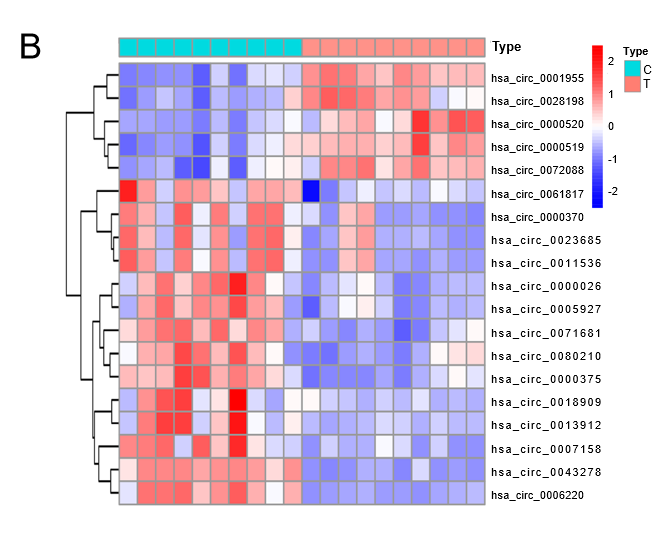 B
Type
hsa_circ_0001955
hsa_circ_0028198
hsa_circ_0000520
hsa_circ_0000519
hsa_circ_0072088
hsa_circ_0061817
hsa_circ_0000370
hsa_circ_0023685
hsa_circ_0011536
hsa_circ_0000026
hsa_circ_0005927
hsa_circ_0071681
hsa_circ_0080210
hsa_circ_0000375
hsa_circ_0018909
hsa_circ_0013912
hsa_circ_0007158
hsa_circ_0043278
hsa_circ_0006220
2
1
0
-1
-2
Type
C
T